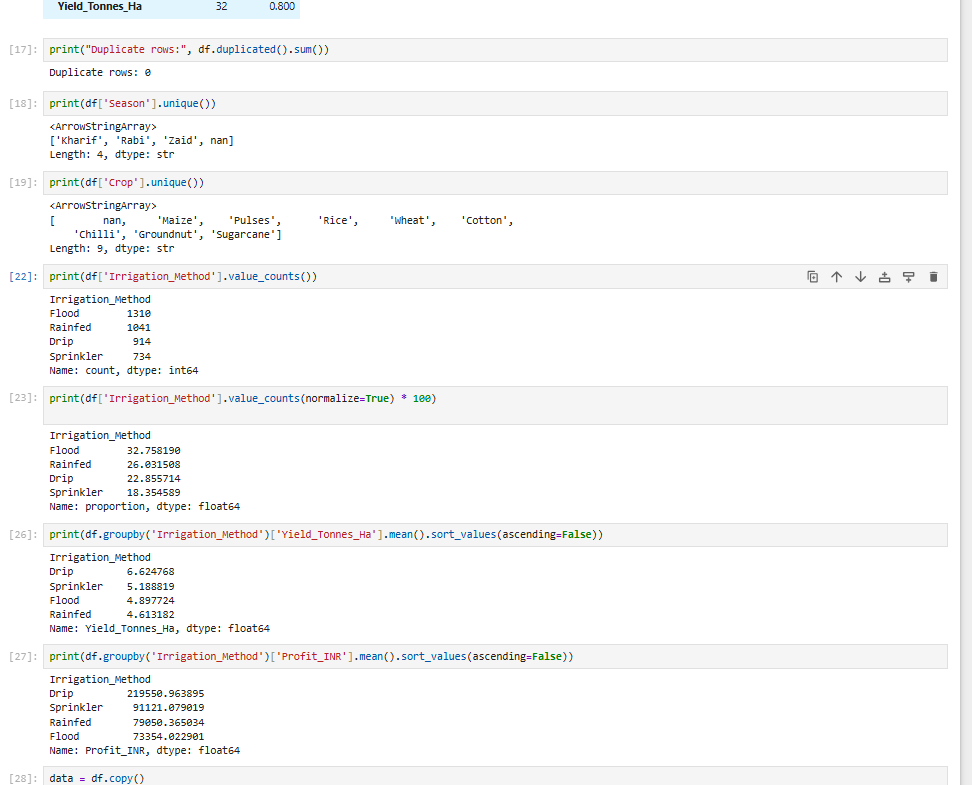 Yield_Tonnes_Ha 32 0.800
[17]: print("Duplicate rows:", df.duplicated().sum())
Duplicate rows: 0
[18]: print(df['Season'].unique())
<ArrowStringArray>
['Kharif', 'Rabi', 'Zaid', nan]
Length: 4, dtype: str
[19]: print(df['Crop'].unique())
<ArrowStringArray>
[        nan,     'Maize',    'Pulses',      'Rice',     'Wheat',    'Cotton',
    'Chilli', 'Groundnut', 'Sugarcane']
Length: 9, dtype: str
[22]: print(df['Irrigation_Method'].value_counts())
Irrigation_Method
Flood        1310
Rainfed      1041
Drip          914
Sprinkler     734
Name: count, dtype: int64
[23]: print(df['Irrigation_Method'].value_counts(normalize=True) * 100)
Irrigation_Method
Flood        32.758190
Rainfed      26.031508
Drip         22.855714
Sprinkler    18.354589
Name: proportion, dtype: float64
[26]: print(df.groupby('Irrigation_Method')['Yield_Tonnes_Ha'].mean().sort_values(ascending=False))
Irrigation_Method
Drip         6.624768
Sprinkler    5.188819
Flood        4.897724
Rainfed      4.613182
Name: Yield_Tonnes_Ha, dtype: float64
[27]: print(df.groupby('Irrigation_Method')['Profit_INR'].mean().sort_values(ascending=False))
Irrigation_Method
Drip         219550.963895
Sprinkler     91121.079019
Rainfed       79050.365034
Flood         73354.022901
Name: Profit_INR, dtype: float64
[28]: data = df.copy()